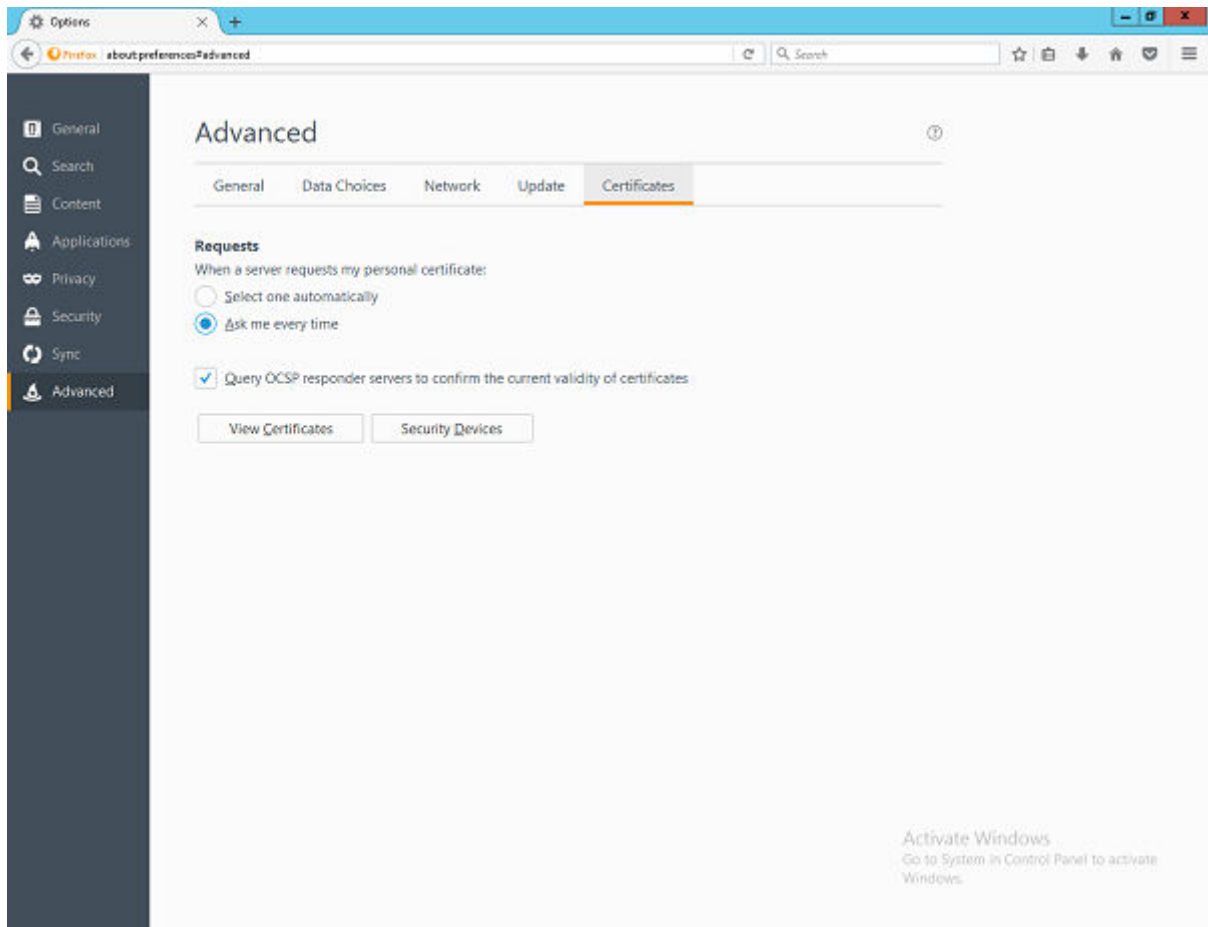 Options
Firefox about:preferences#advanced
Search
General
Search
Content
Applications
Privacy
Security
Sync
Advanced
Advanced
General Data Choices Network Update Certificates
Requests
When a server requests my personal certificate:
Select one automatically
Ask me every time
Query OCSP responder servers to confirm the current validity of certificates
View Certificates Security Devices
Activate Windows
Go to System in Control Panel to activate
Windows.